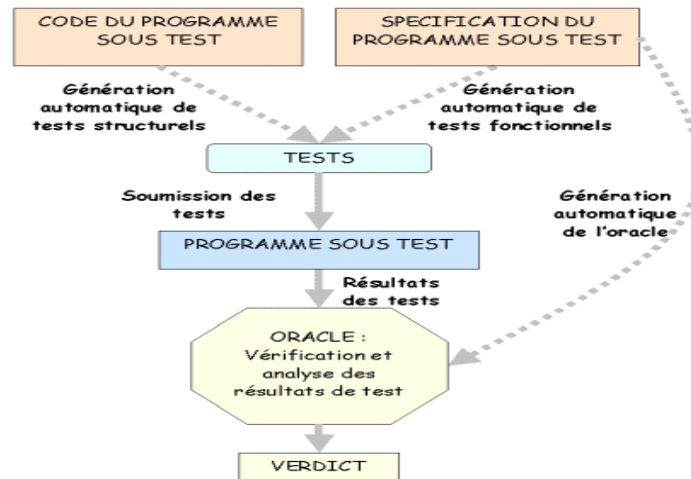 CODE DU PROGRAMME
SOUS TEST
SPECIFICATION DU
PROGRAMME SOUS TEST
Génération
automatique de
tests structurels
Génération
automatique de
tests fonctionnels
TESTS
Soumission des
tests
Génération
automatique
de l'oracle
PROGRAMME SOUS TEST
Résultats
des tests
ORACLE :
Vérification et
analyse des
résultats de test
VERDICT